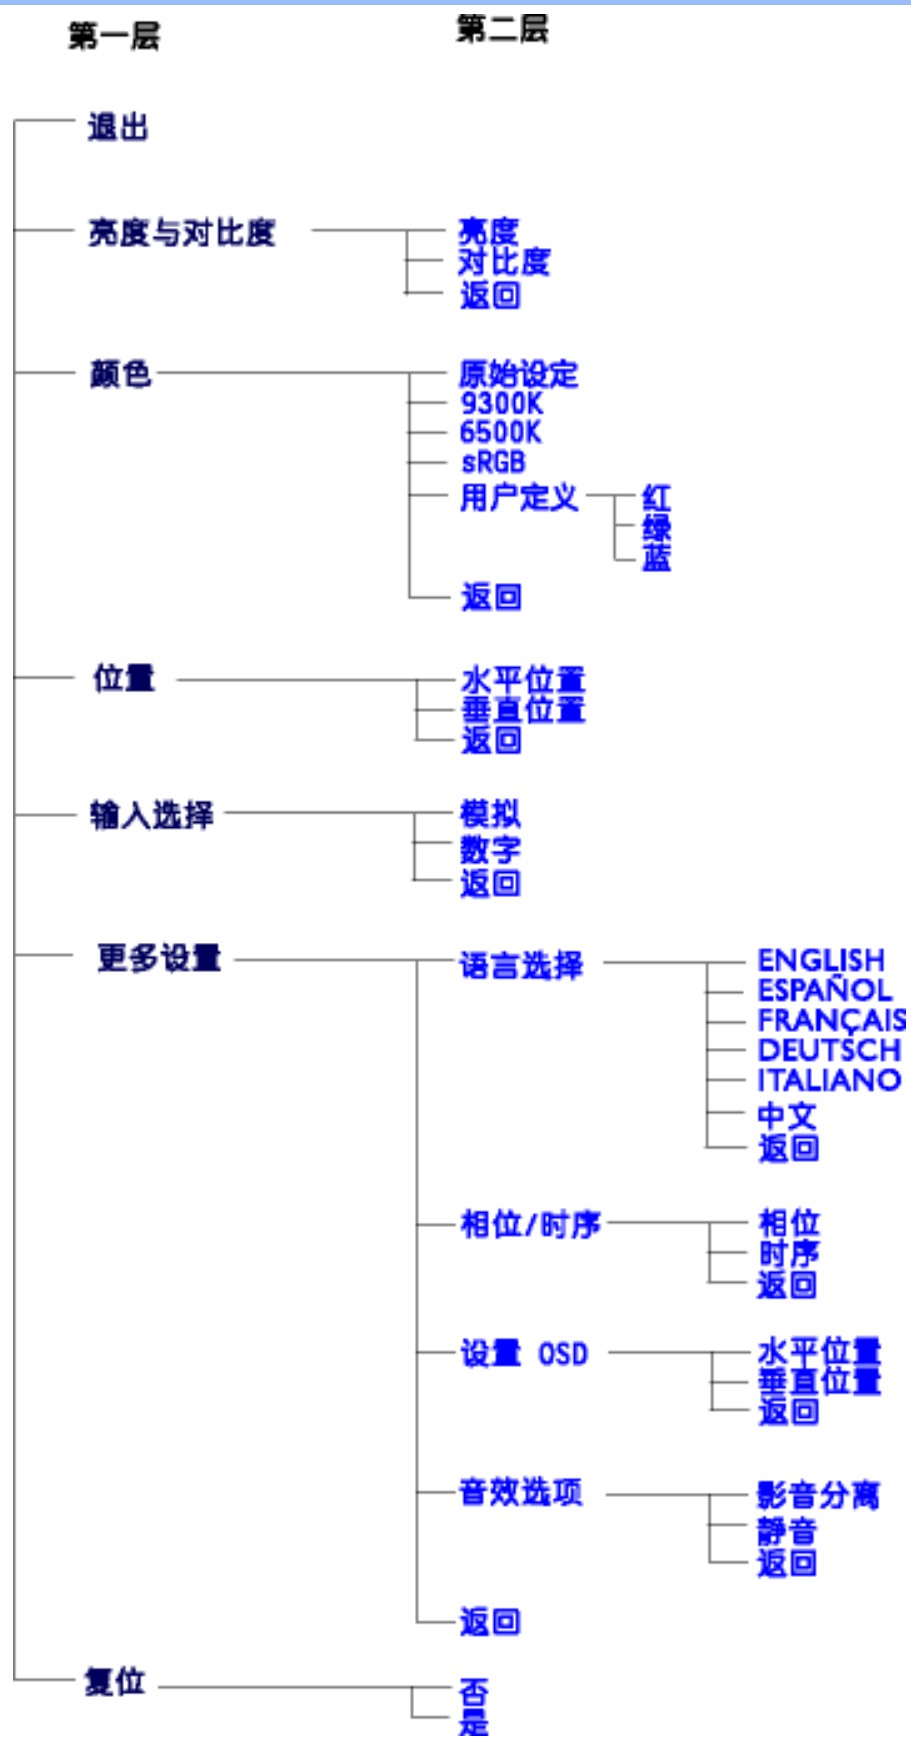 第一层
第二层
退出
亮度与对比度
亮度
对比度
返回
颜色
原始设定
9300K
6500K
sRGB
用户定义
红
绿
蓝
返回
位置
水平位置
垂直位置
返回
输入选择
模拟
数字
返回
更多设置
语言选择
ENGLISH
ESPAÑOL
FRANÇAIS
DEUTSCH
ITALIANO
中文
返回
相位/时序
相位
时序
返回
设置 OSD
水平位置
垂直位置
返回
音效选项
影音分离
静音
返回
返回
复位
否
是